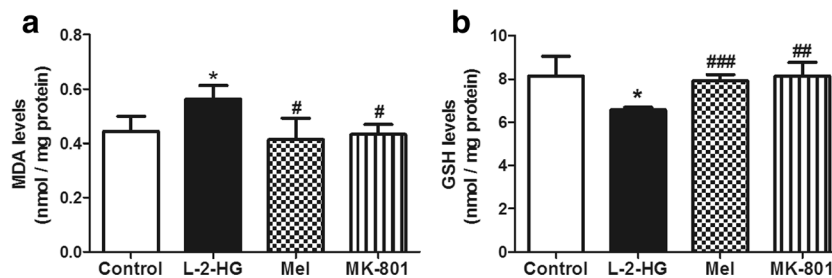 a
MDA levels
(nmol / mg protein)
0.8
0.6
0.4
0.2
0.0
*
#
#
Control L-2-HG Mel MK-801
b
GSH levels
(nmol / mg protein)
10
8
6
4
2
0
*
###
##
Control L-2-HG Mel MK-801